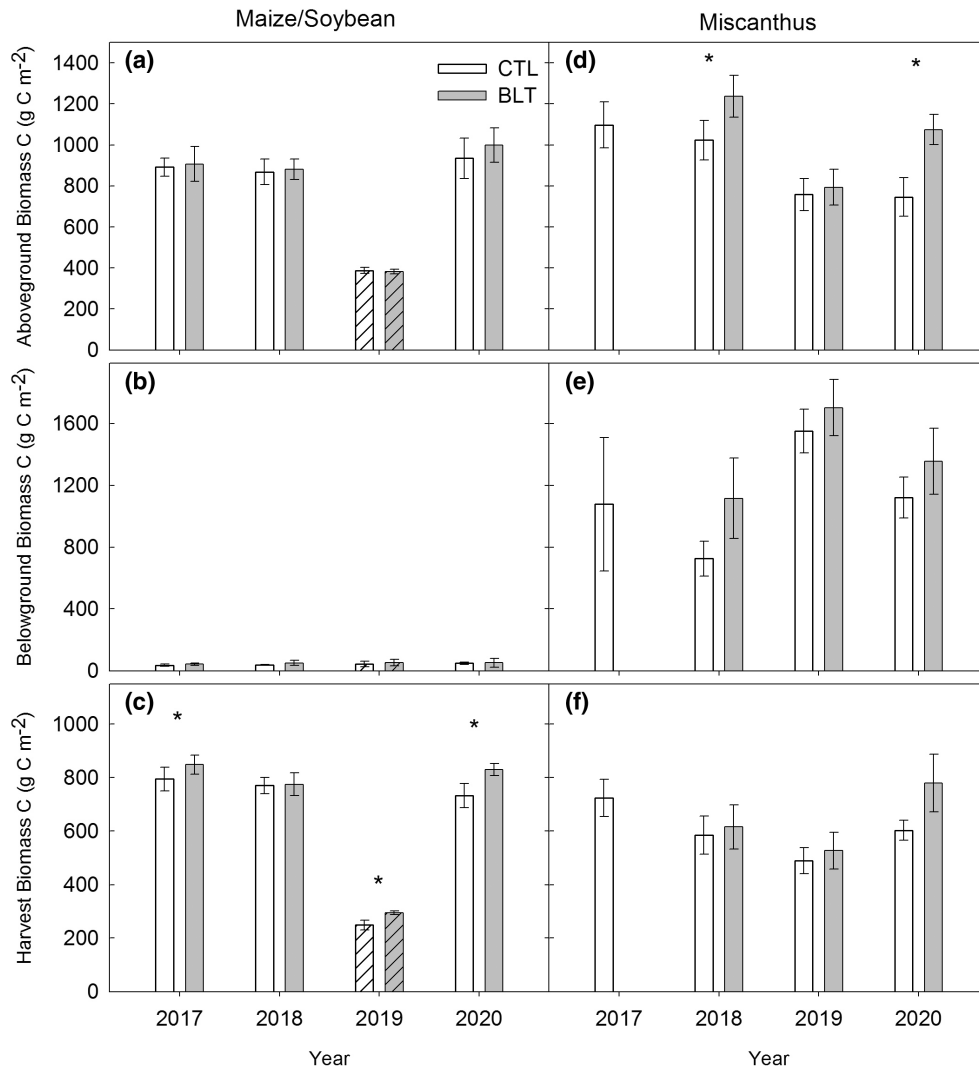 Maize/Soybean
Miscanthus
Aboveground Biomass C (g C m-2)
1400
1200
1000
800
600
400
200
0
(a)
CTL
BLT
(d)
*
*
Belowground Biomass C (g C m-2)
1600
1200
800
400
0
(b)
(e)
Harvest Biomass C (g C m-2)
1000
800
600
400
200
0
(c)
*
*
*
(f)
2017 2018 2019 2020
2017 2018 2019 2020
Year
Year